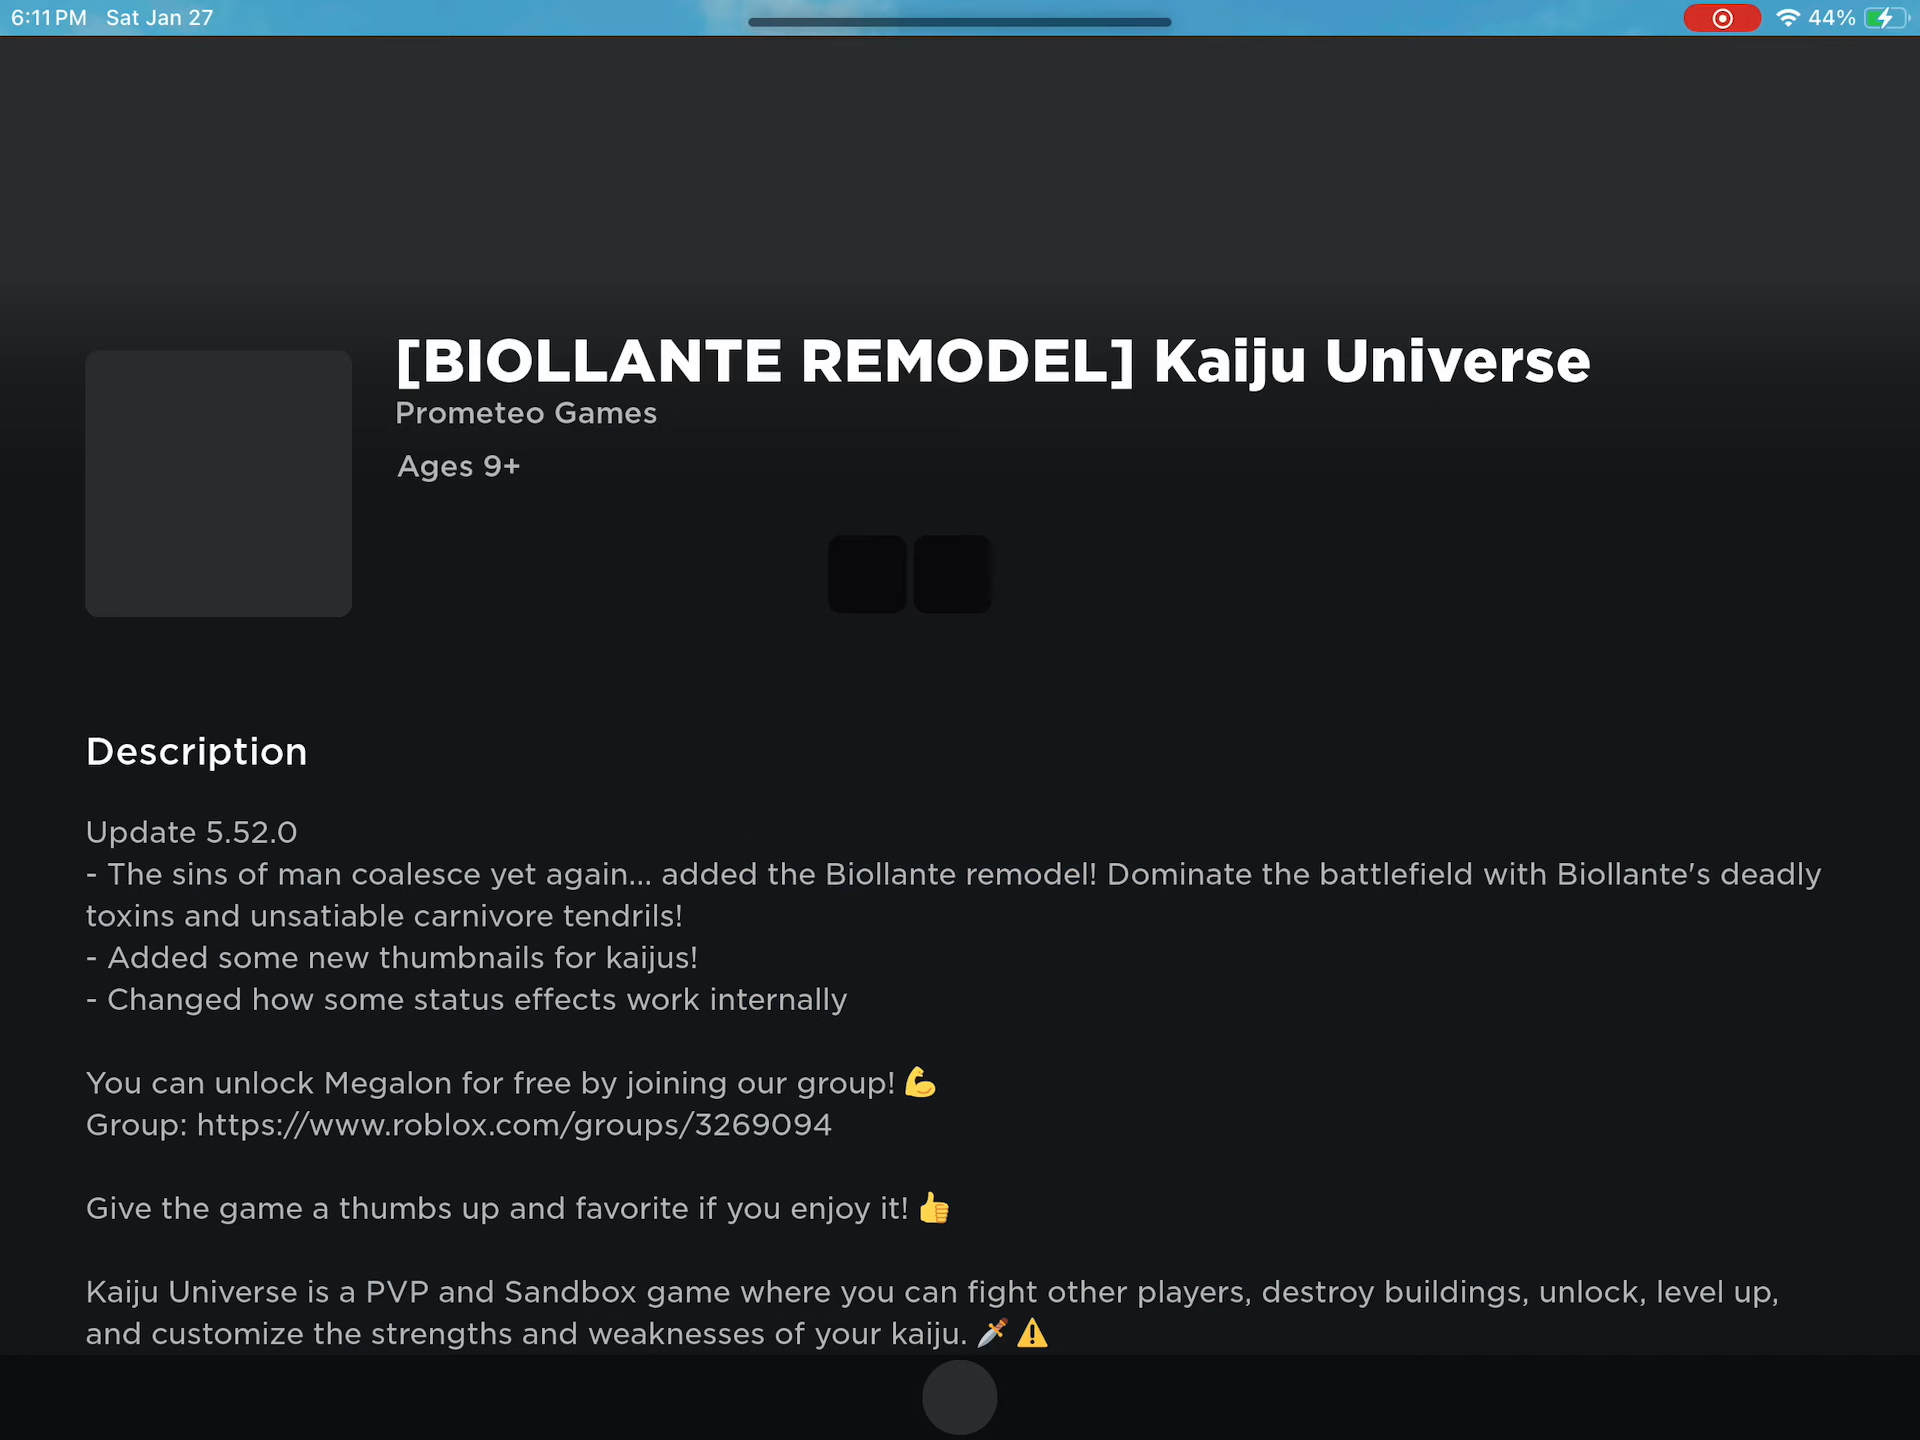 6:11 PM Sat Jan 27 44%
[BIOLLANTE REMODEL] Kaiju Universe
Prometeo Games
Ages 9+
Description
Update 5.52.0
- The sins of man coalesce yet again... added the Biollante remodel! Dominate the battlefield with Biollante's deadly
toxins and unsatiable carnivore tendrils!
- Added some new thumbnails for kaijus!
- Changed how some status effects work internally
You can unlock Megalon for free by joining our group! 💪
Group: https://www.roblox.com/groups/3269094
Give the game a thumbs up and favorite if you enjoy it! 👍
Kaiju Universe is a PVP and Sandbox game where you can fight other players, destroy buildings, unlock, level up,
and customize the strengths and weaknesses of your kaiju. 🗡️ ⚠️